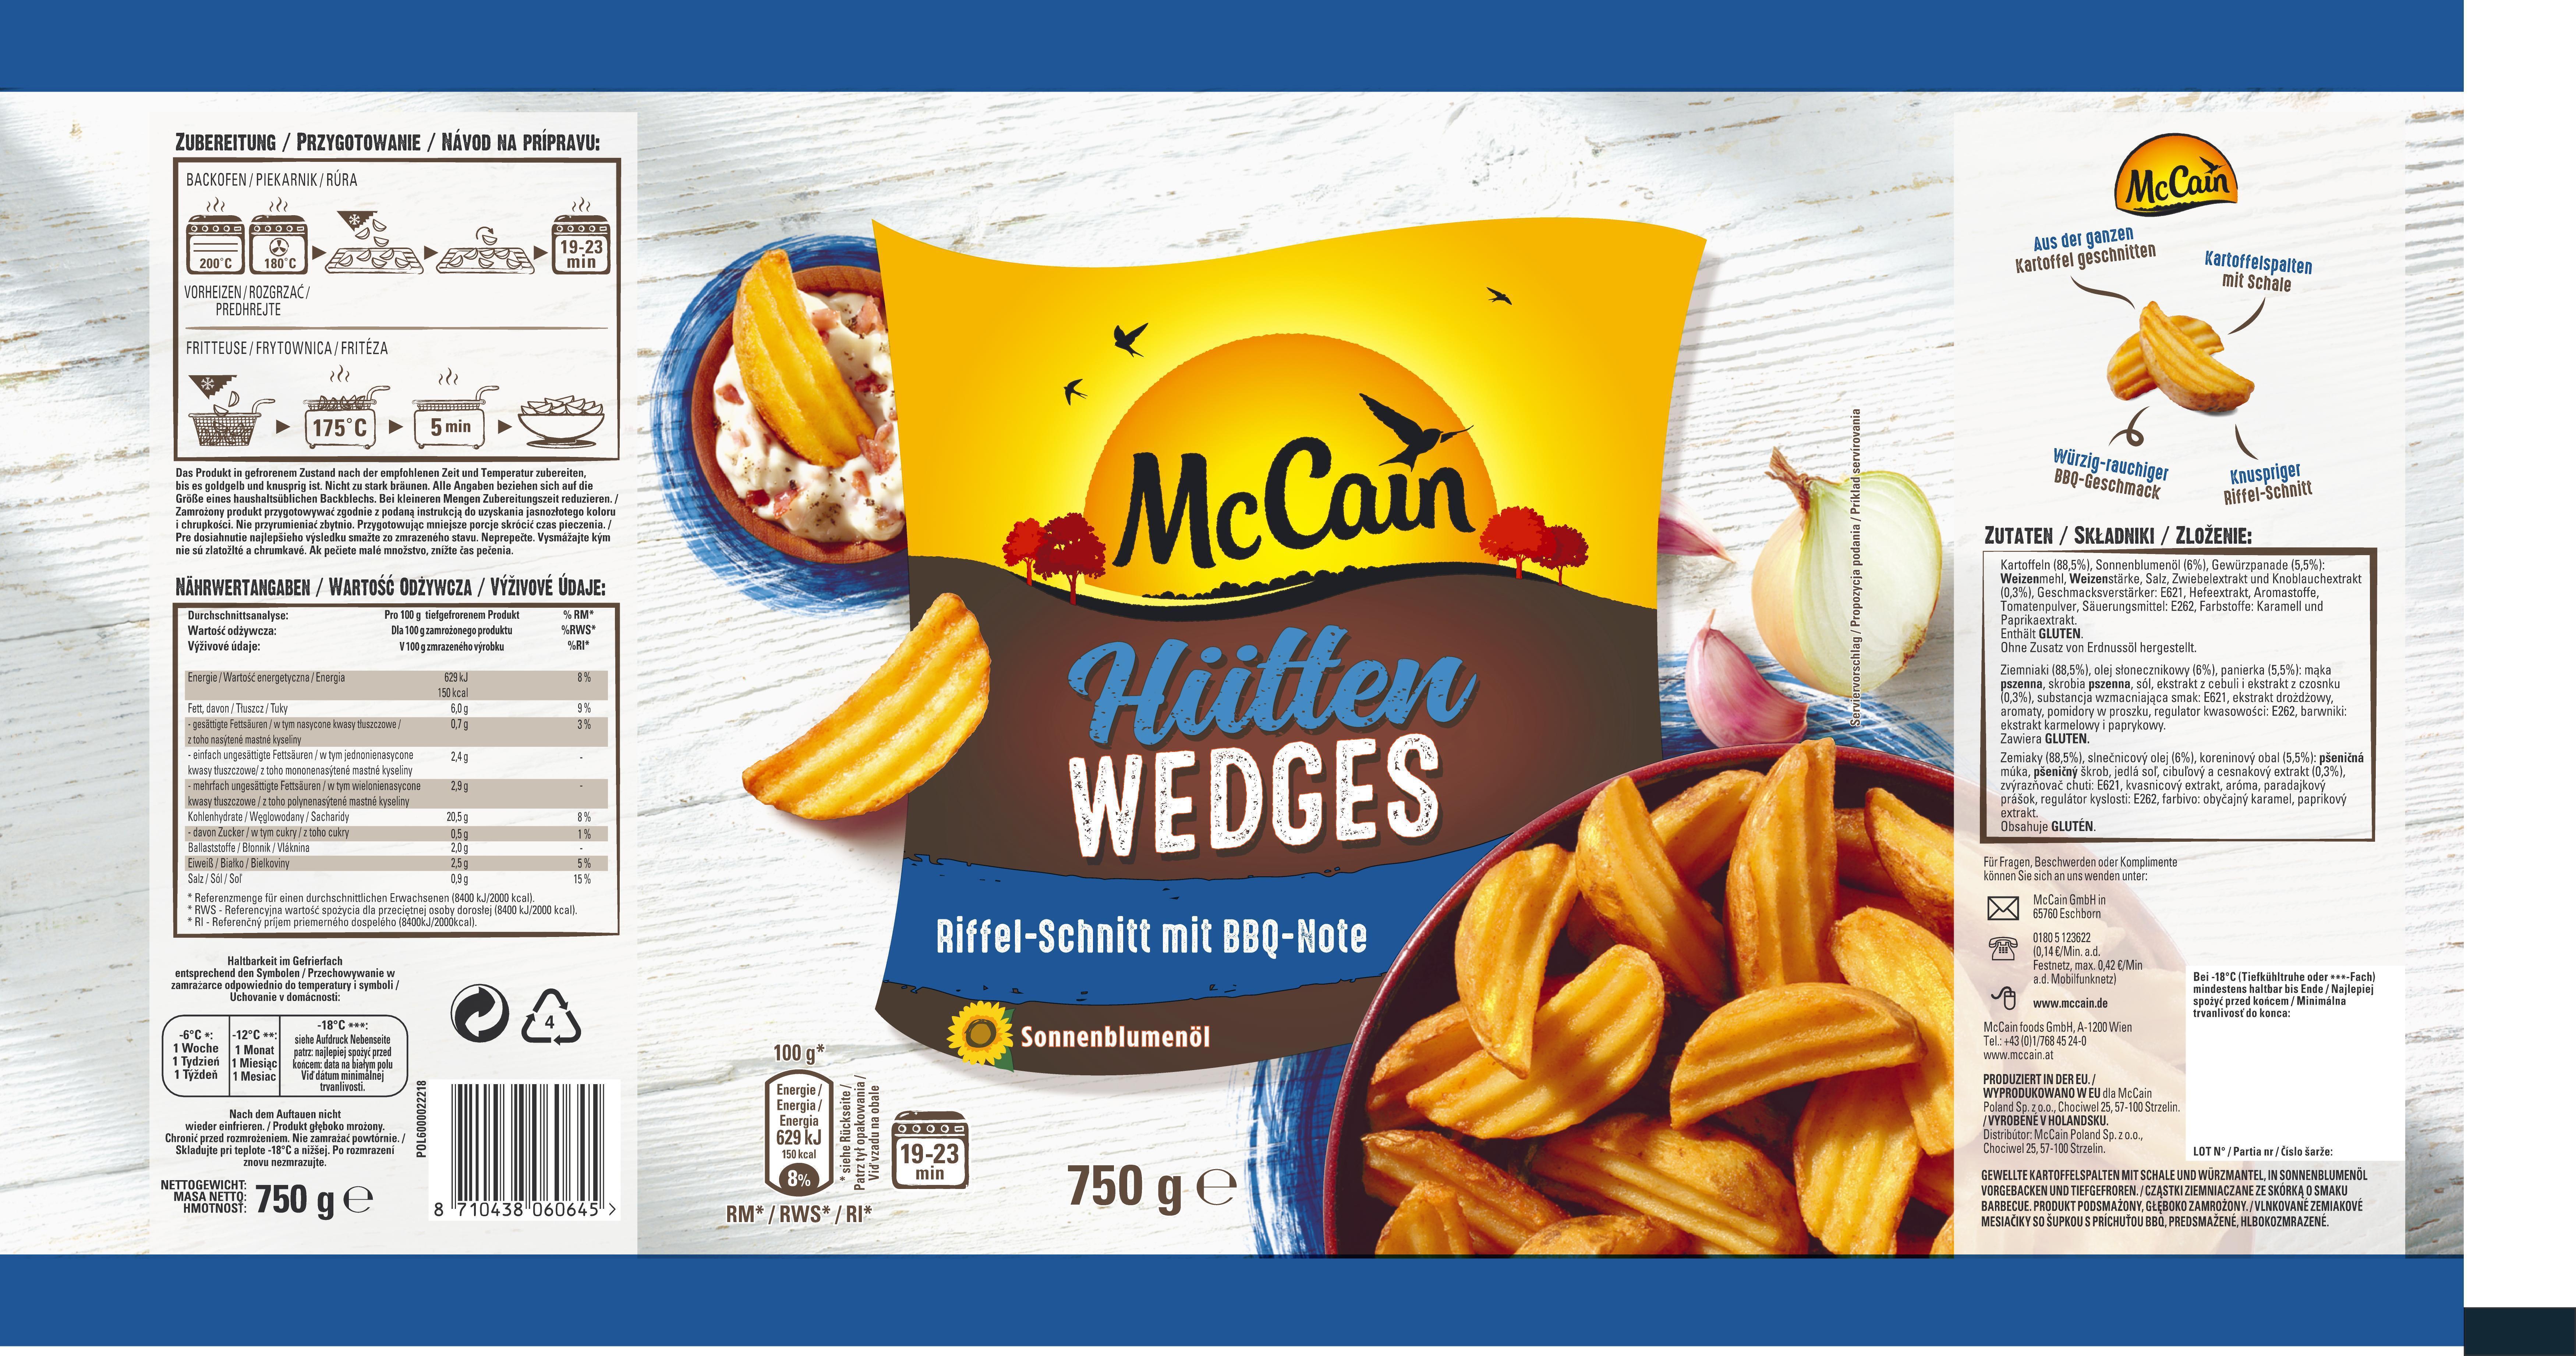 ZUBEREITUNG / PRZYGOTOWANIE / NÁVOD NA PRÍPRAVU:
BACKOFEN / PIEKARNIK / RÚRA
200°C
180°C
19-23
min
VORHEIZEN / ROZGRZAĆ /
PREDHREJTE
FRITTEUSE / FRYTOWNICA / FRITÉZA
175°C
5 min
Das Produkt in gefrorenem Zustand nach der empfohlenen Zeit und Temperatur zubereiten,
bis es goldgelb und knusprig ist. Nicht zu stark bräunen. Alle Angaben beziehen sich auf die
Größe eines haushaltsüblichen Backblechs. Bei kleineren Mengen Zubereitungszeit reduzieren. /
Zamrożony produkt przygotowywać zgodnie z podaną instrukcją do uzyskania jasnozłotego koloru
i chrupkości. Nie przyrumieniać zbytnio. Przygotowując mniejsze porcje skrócić czas pieczenia. /
Pre dosiahnutie najlepšieho výsledku smažte zo zmrazeného stavu. Neprepečte. Vysmážajte kým
nie sú zlatožlté a chrumkavé. Ak pečiete malé množstvo, znížte čas pečenia.
NÄHRWERTANGABEN / WARTOŚĆ ODŻYWCZA / VÝŽIVOVÉ ÚDAJE:
Durchschnittsanalyse: Pro 100 g tiefgefrorenem Produkt % RM*
Wartość odżywcza: Dla 100 g zamrożonego produktu %RWS*
Výživové údaje: V 100 g zmrazeného výrobku %RI*
Energie / Wartość energetyczna / Energia 629 kJ 8 %
150 kcal
Fett, davon / Tłuszcz / Tuky 6,0 g 9 %
- gesättigte Fettsäuren / w tym nasycone kwasy tłuszczowe / 0,7 g 3 %
z toho nasýtené mastné kyseliny
- einfach ungesättigte Fettsäuren / w tym jednonienasycone 2,4 g -
kwasy tłuszczowe/ z toho mononenasýtené mastné kyseliny
- mehrfach ungesättigte Fettsäuren / w tym wielonienasycone 2,9 g -
kwasy tłuszczowe / z toho polynenasýtené mastné kyseliny
Kohlenhydrate / Węglowodany / Sacharidy 20,5 g 8 %
- davon Zucker / w tym cukry / z toho cukry 0,5 g 1 %
Ballaststoffe / Błonnik / Vláknina 2,0 g -
Eiweiß / Białko / Bielkoviny 2,5 g 5 %
Salz / Sól / Soľ 0,9 g 15 %
* Referenzmenge für einen durchschnittlichen Erwachsenen (8400 kJ/2000 kcal).
* RWS - Referencyjna wartość spożycia dla przeciętnej osoby dorosłej (8400 kJ/2000 kcal).
* RI - Referenčný príjem priemerného dospelého (8400kJ/2000kcal).
Haltbarkeit im Gefrierfach
entsprechend den Symbolen / Przechowywanie w
zamrażarce odpowiednio do temperatury i symboli /
Uchovanie v domácnosti:
-6°C *:
1 Woche
1 Tydzień
1 Týždeň
-12°C **:
1 Monat
1 Miesiąc
1 Mesiac
-18°C ***:
siehe Aufdruck Nebenseite
patrz: najlepiej spożyć przed
końcem: data na białym polu
Viď dátum minimálnej
trvanlivosti.
4
Nach dem Auftauen nicht
wieder einfrieren. / Produkt głęboko mrożony.
Chronić przed rozmrożeniem. Nie zamrażać powtórnie. /
Skladujte pri teplote -18°C a nižšej. Po rozmrazení
znovu nezmrazujte.
NETTOGEWICHT:
MASA NETTO:
HMOTNOSŤ:
750 g ℮
POL6000022218
8 710438 060645 >
McCain
Hütten
WEDGES
Riffel-Schnitt mit BBQ-Note
Sonnenblumenöl
100 g*
Energie /
Energia /
Energia
629 kJ
150 kcal
8%
RM* / RWS* / RI*
* siehe Rückseite /
Patrz tył opakowania /
Viď vzadu na obale
19-23
min
750 g ℮
Serviervorschlag / Propozycja podania / Príklad servírovania
McCain
Aus der ganzen
Kartoffel geschnitten
Kartoffelspalten
mit Schale
Würzig-rauchiger
BBQ-Geschmack
Knuspriger
Riffel-Schnitt
ZUTATEN / SKŁADNIKI / ZLOŽENIE:
Kartoffeln (88,5%), Sonnenblumenöl (6%), Gewürzpanade (5,5%):
Weizenmehl, Weizenstärke, Salz, Zwiebelextrakt und Knoblauchextrakt
(0,3%), Geschmacksverstärker: E621, Hefeextrakt, Aromastoffe,
Tomatenpulver, Säuerungsmittel: E262, Farbstoffe: Karamell und
Paprikaextrakt.
Enthält GLUTEN.
Ohne Zusatz von Erdnussöl hergestellt.
Ziemniaki (88,5%), olej słonecznikowy (6%), panierka (5,5%): mąka
pszenna, skrobia pszenna, sól, ekstrakt z cebuli i ekstrakt z czosnku
(0,3%), substancja wzmacniająca smak: E621, ekstrakt drożdżowy,
aromaty, pomidory w proszku, regulator kwasowości: E262, barwniki:
ekstrakt karmelowy i paprykowy.
Zawiera GLUTEN.
Zemiaky (88,5%), slnečnicový olej (6%), koreninový obal (5,5%): pšeničná
múka, pšeničný škrob, jedlá soľ, cibuľový a cesnakový extrakt (0,3%),
zvýrazňovač chuti: E621, kvasnicový extrakt, aróma, paradajkový
prášok, regulátor kyslosti: E262, farbivo: obyčajný karamel, paprikový
extrakt.
Obsahuje GLUTÉN.
Für Fragen, Beschwerden oder Komplimente
können Sie sich an uns wenden unter:
McCain GmbH in
65760 Eschborn
0180 5 123622
(0,14 €/Min. a.d.
Festnetz, max. 0,42 €/Min
a.d. Mobilfunknetz)
www.mccain.de
McCain foods GmbH, A-1200 Wien
Tel.: +43 (0)1/768 45 24-0
www.mccain.at
PRODUZIERT IN DER EU. /
WYPRODUKOWANO W EU dla McCain
Poland Sp. z o.o., Chociwel 25, 57-100 Strzelin.
/ VYROBENÉ V HOLANDSKU.
Distribútor: McCain Poland Sp. z o.o.,
Chociwel 25, 57-100 Strzelin.
Bei -18°C (Tiefkühltruhe oder ***-Fach)
mindestens haltbar bis Ende / Najlepiej
spożyć przed końcem / Minimálna
trvanlivosť do konca:
LOT N° / Partia nr / Číslo šarže:
GEWELLTE KARTOFFELSPALTEN MIT SCHALE UND WÜRZMANTEL, IN SONNENBLUMENÖL
VORGEBACKEN UND TIEFGEFROREN. / CZĄSTKI ZIEMNIACZANE ZE SKÓRKĄ O SMAKU
BARBECUE. PRODUKT PODSMAŻONY, GŁĘBOKO ZAMROŻONY. / VLNKOVANÉ ZEMIAKOVÉ
MESIAČIKY SO ŠUPKOU S PRÍCHUŤOU BBQ, PREDSMAŽENÉ, HLBOKOZMRAZENÉ.